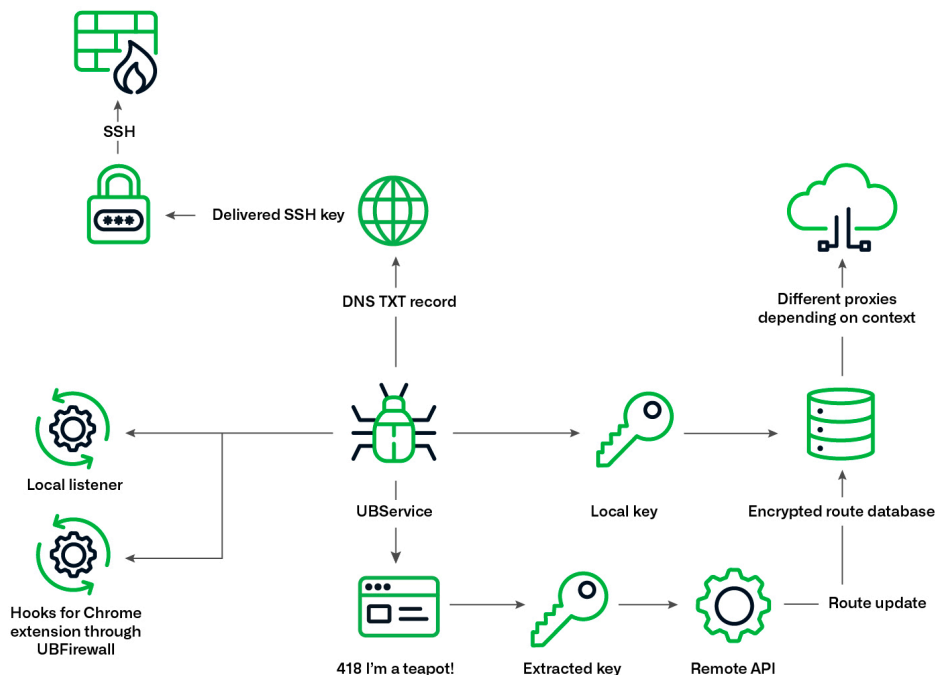 SSH
***
Delivered SSH key
DNS TXT record
Different proxies
depending on context
Local listener
UBService
Local key
Encrypted route database
Hooks for Chrome
extension through
UBFirewall
418 I'm a teapot!
Extracted key
Remote API
Route update